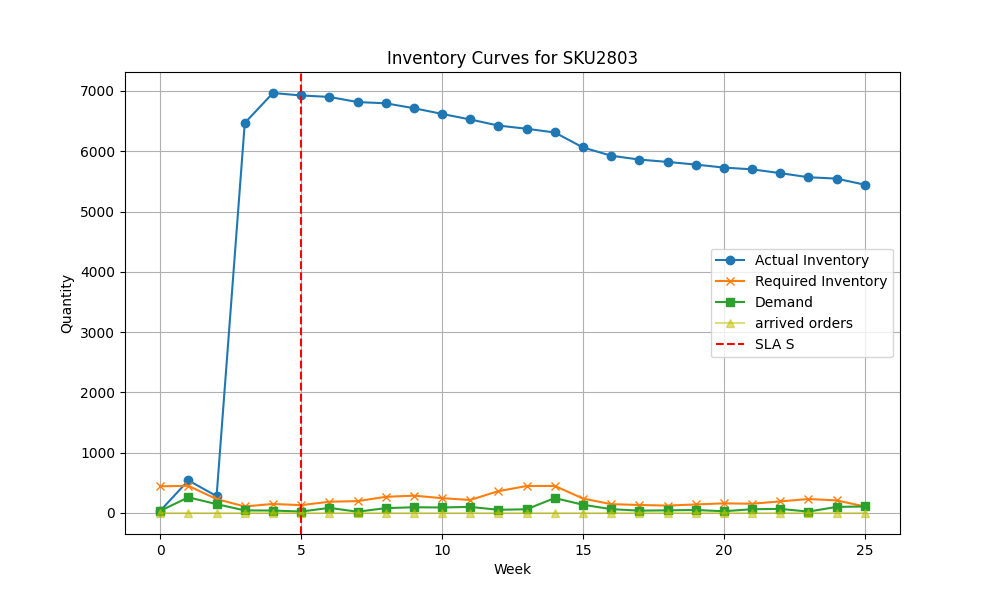 Inventory Curves for SKU2803
Quantity
7000
6000
5000
4000
3000
2000
1000
0
Actual Inventory
Required Inventory
Demand
arrived orders
SLA S
0 5 10 15 20 25
Week